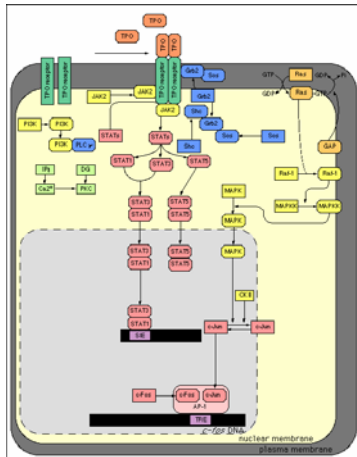 TPO
TPO
TPO TPO
TPO receptor
TPO receptor
TPO receptor
TPO receptor
JAK2
JAK2
JAK2
Grb2
Sos
Grb2
Shc
Grb2
Sos
Sos
Shc
GTP
GDP
Ras
Ras
GDP
GTP
Pi
GAP
PI3K
PI3K
PI3K
PLC γ
IP3
DG
Ca2+
PKC
STATs
STATs
STAT1
STAT3
STAT5
Raf-1
Raf-1
MAPKK
MAPKK
STAT3
STAT1
STAT5
STAT5
MAPK
MAPK
MAPK
STAT3
STAT1
STAT5
STAT5
CK II
STAT3
STAT1
SIE
c-Jun
c-Jun
c-Fos
c-Fos
c-Jun
AP-1
TRE
c-fos DNA
nuclear membrane
plasma membrane